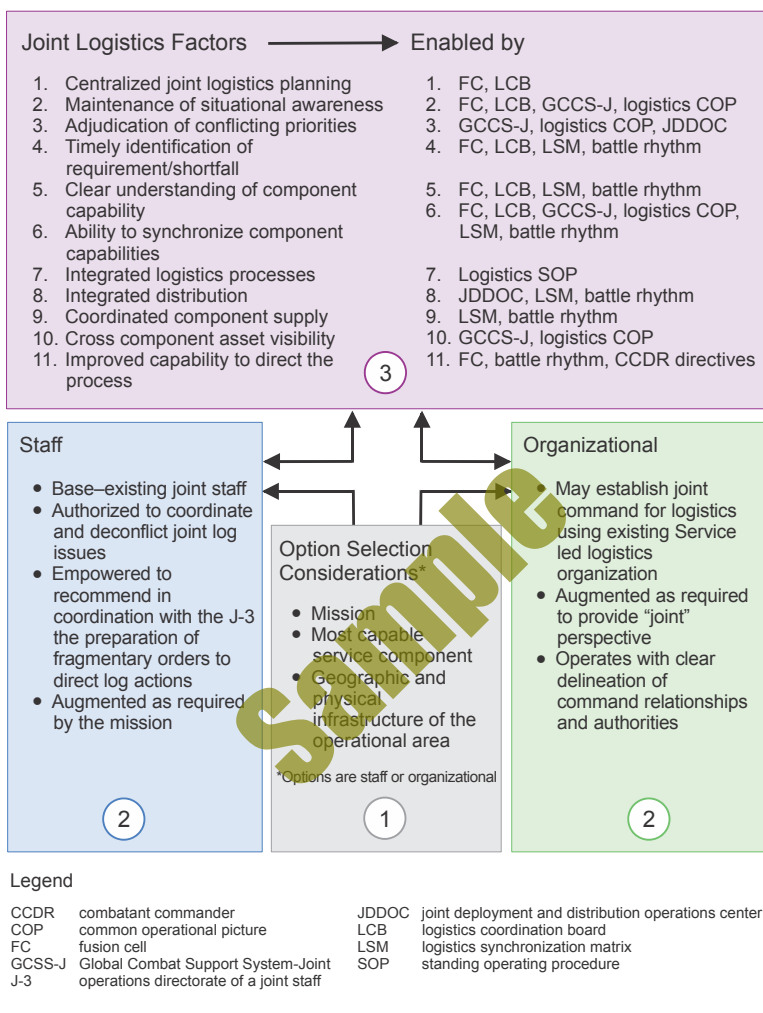 Joint Logistics Factors
Enabled by
1. Centralized joint logistics planning
2. Maintenance of situational awareness
3. Adjudication of conflicting priorities
4. Timely identification of
requirement/shortfall
5. Clear understanding of component
capability
6. Ability to synchronize component
capabilities
7. Integrated logistics processes
8. Integrated distribution
9. Coordinated component supply
10. Cross component asset visibility
11. Improved capability to direct the
process
1. FC, LCB
2. FC, LCB, GCCS-J, logistics COP
3. GCCS-J, logistics COP, JDDOC
4. FC, LCB, LSM, battle rhythm
5. FC, LCB, LSM, battle rhythm
6. FC, LCB, GCCS-J, logistics COP,
LSM, battle rhythm
7. Logistics SOP
8. JDDOC, LSM, battle rhythm
9. LSM, battle rhythm
10. GCCS-J, logistics COP
11. FC, battle rhythm, CCDR directives
3
Staff
• Base–existing joint staff
• Authorized to coordinate
and deconflict joint log
issues
• Empowered to
recommend in
coordination with the J-3
the preparation of
fragmentary orders to
direct log actions
• Augmented as required
by the mission
2
Option Selection
Considerations*
• Mission
• Most capable
service component
• Geographic and
physical
infrastructure of the
operational area
*Options are staff or organizational
1
Organizational
• May establish joint
command for logistics
using existing Service
led logistics
organization
• Augmented as required
to provide “joint”
perspective
• Operates with clear
delineation of
command relationships
and authorities
2
Sample
Legend
CCDR combatant commander
COP common operational picture
FC fusion cell
GCSS-J Global Combat Support System-Joint
J-3 operations directorate of a joint staff
JDDOC joint deployment and distribution operations center
LCB logistics coordination board
LSM logistics synchronization matrix
SOP standing operating procedure